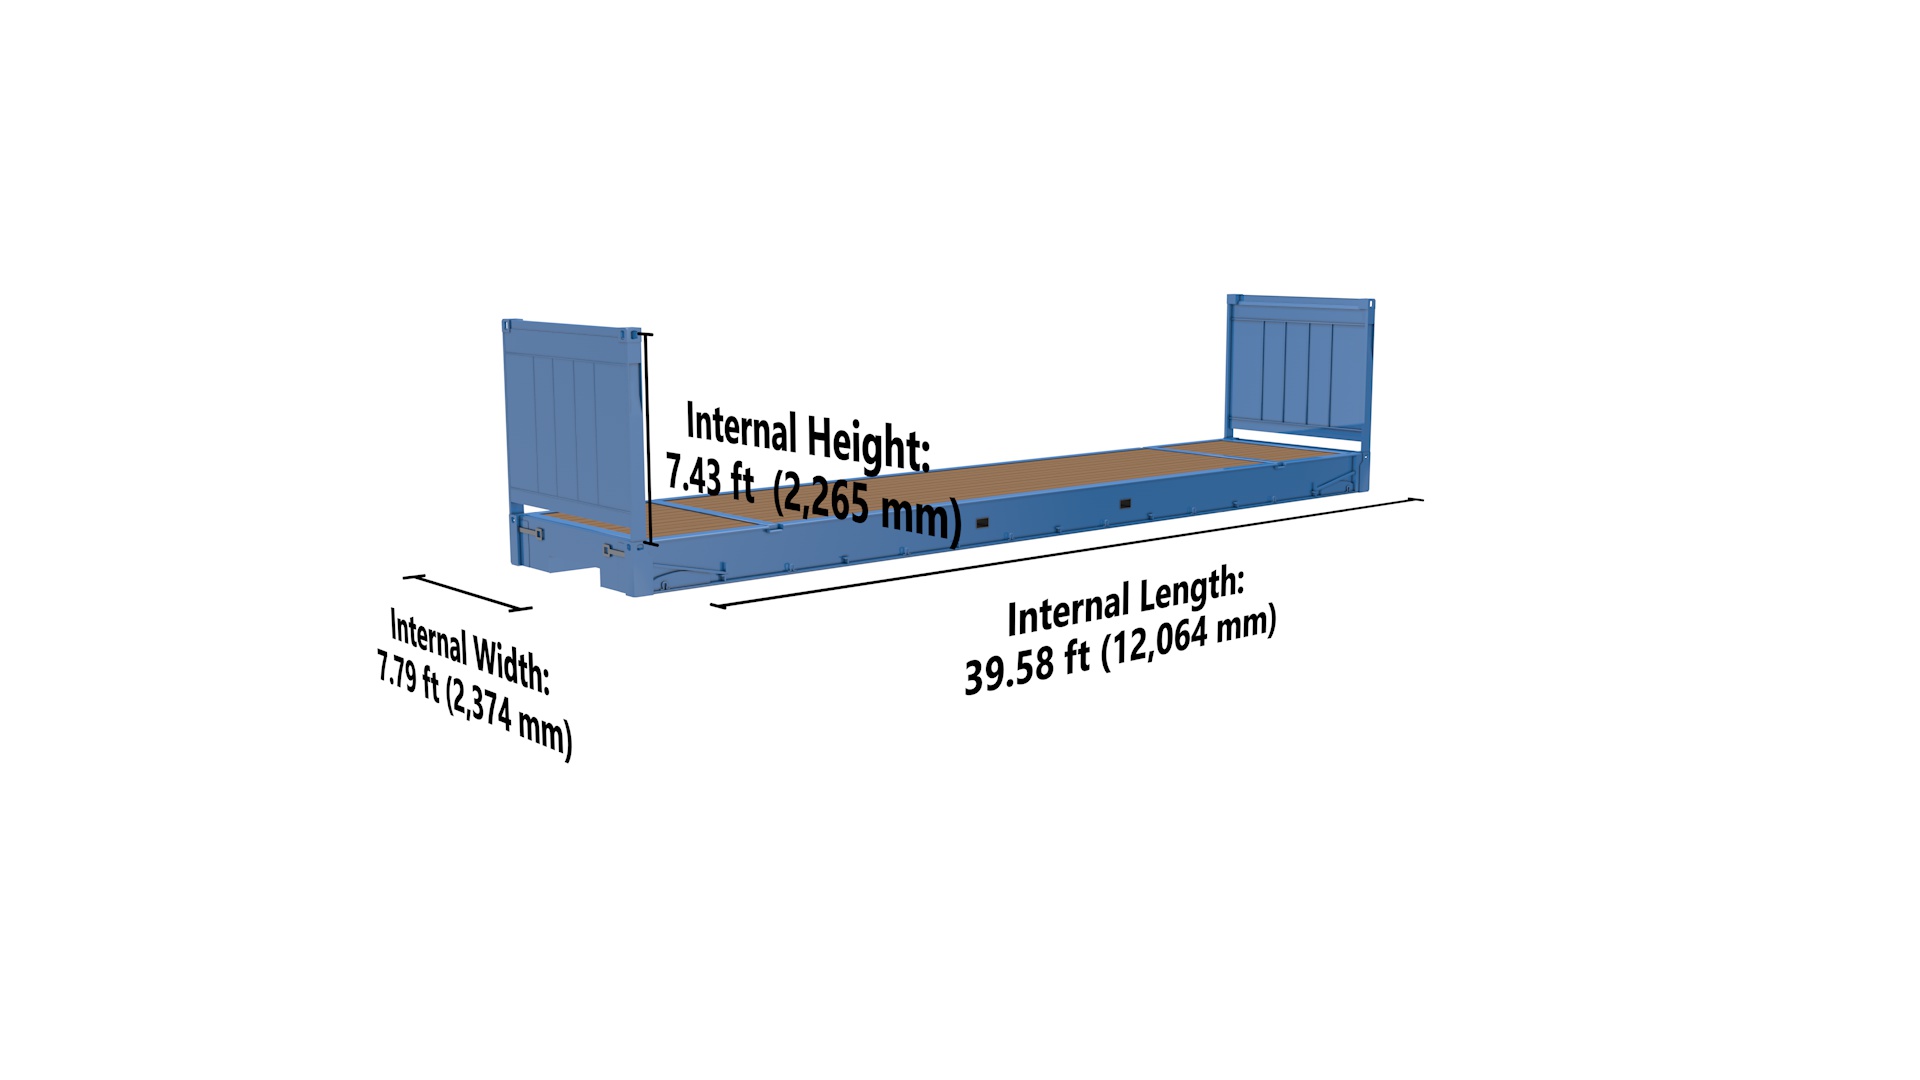 Internal Height:
7.43 ft (2,265 mm)
Internal Length:
39.58 ft (12,064 mm)
Internal Width:
7.79 ft (2,374 mm)